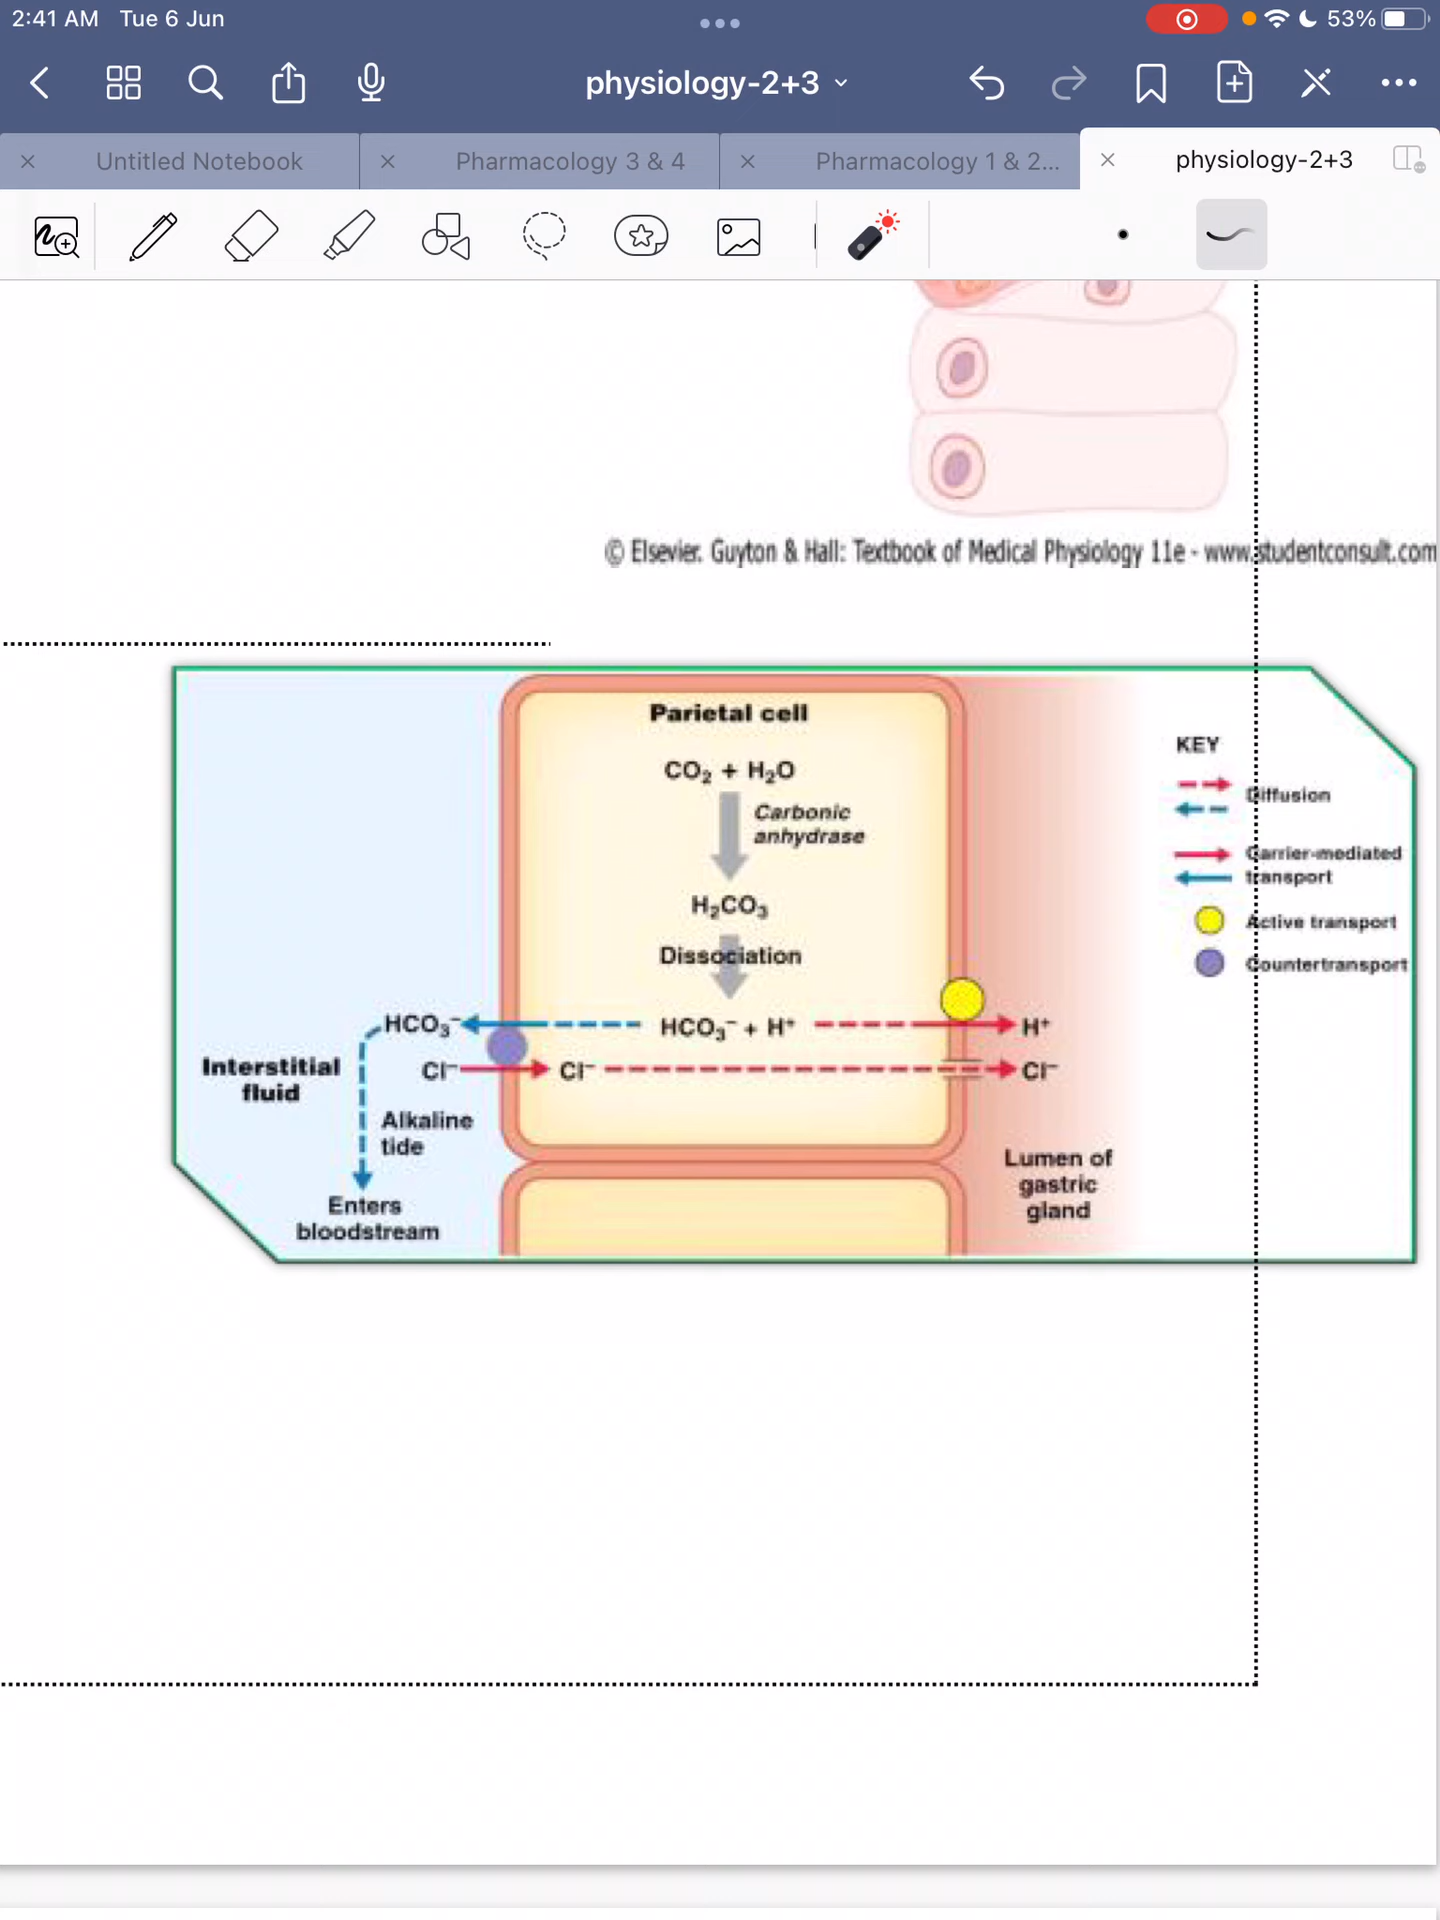 2:41 AM Tue 6 Jun
53%
physiology-2+3
Untitled Notebook
Pharmacology 3 & 4
Pharmacology 1 & 2...
physiology-2+3
© Elsevier. Guyton & Hall: Textbook of Medical Physiology 11e - www.studentconsult.com
Parietal cell
CO₂ + H₂O
Carbonic
anhydrase
H₂CO₃
Dissociation
HCO₃⁻
HCO₃⁻ + H⁺
H⁺
Cl⁻
Cl⁻
Cl⁻
Interstitial
fluid
Alkaline
tide
Enters
bloodstream
Lumen of
gastric
gland
KEY
Diffusion
Carrier-mediated
transport
Active transport
Countertransport